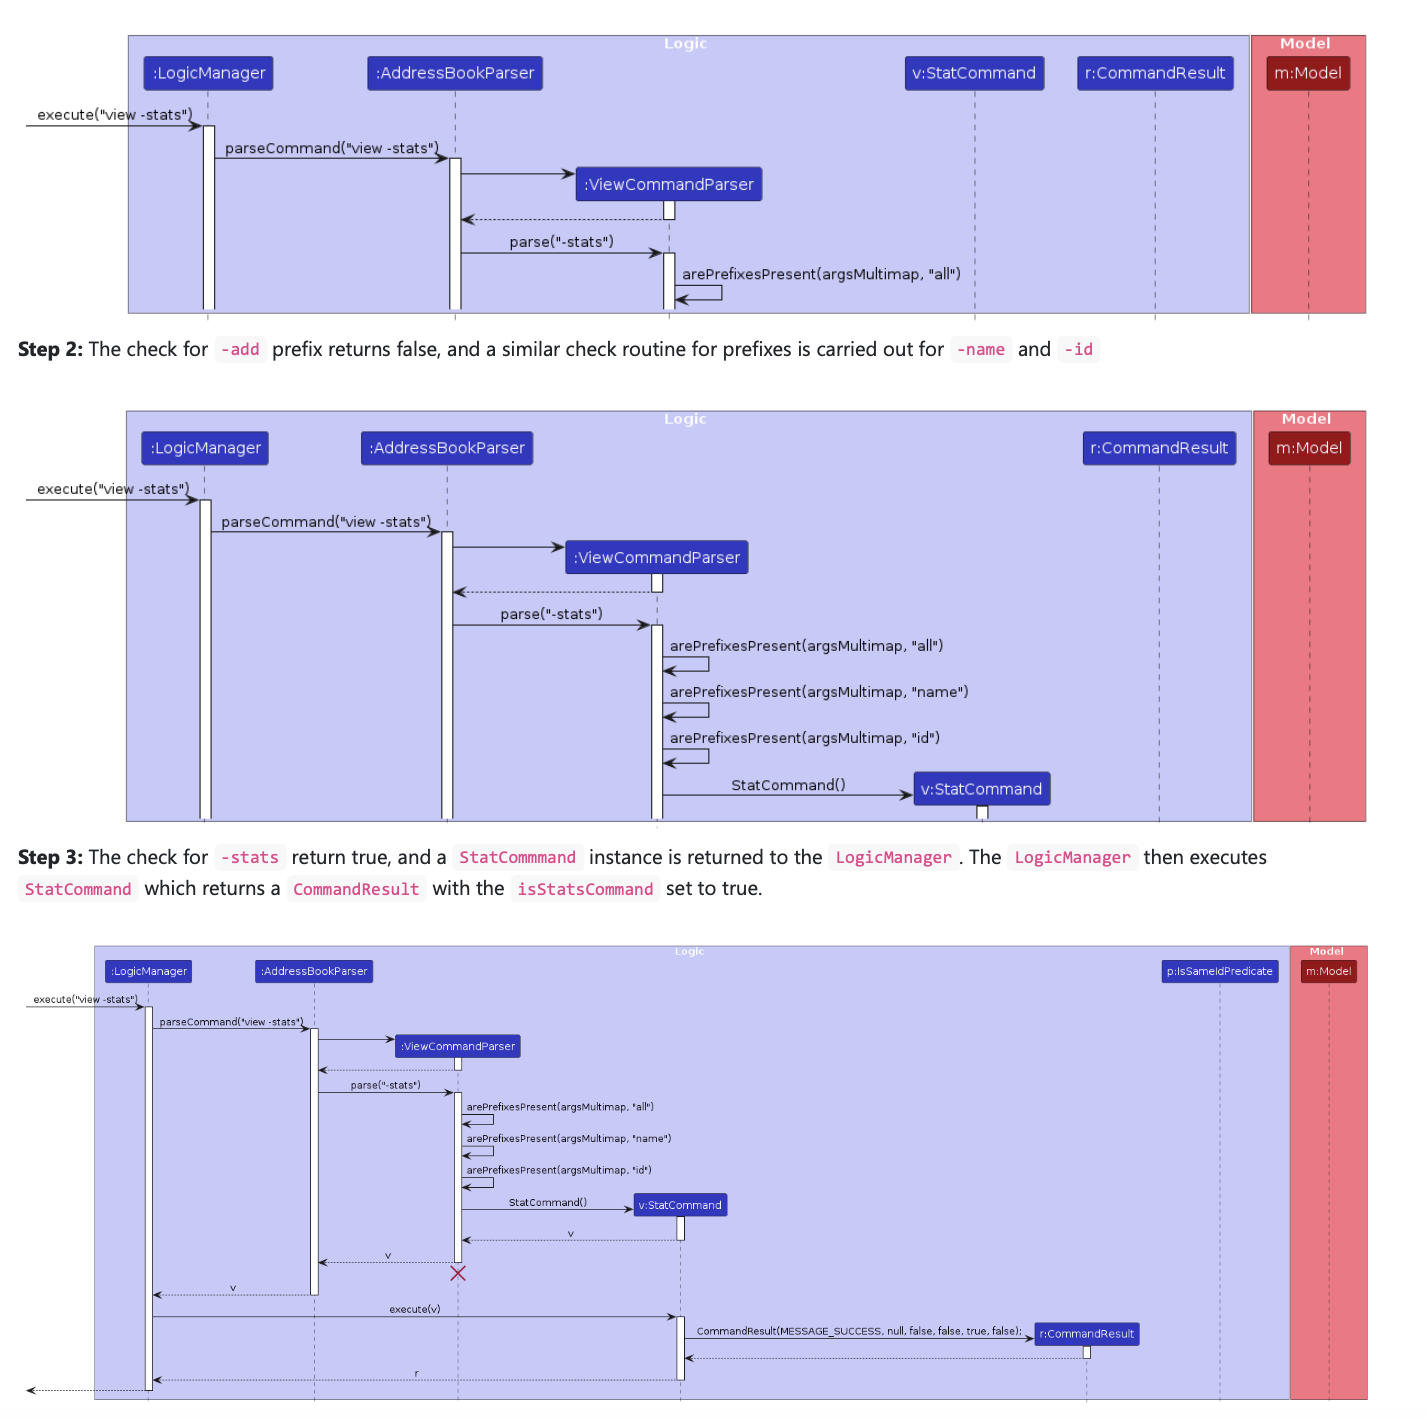 Logic
Model
:LogicManager
:AddressBookParser
v:StatCommand
r:CommandResult
m:Model
execute("view -stats")
parseCommand("view -stats")
:ViewCommandParser
parse("-stats")
arePrefixesPresent(argsMultimap, "all")
Step 2: The check for -add prefix returns false, and a similar check routine for prefixes is carried out for -name and -id
Logic
Model
:LogicManager
:AddressBookParser
r:CommandResult
m:Model
execute("view -stats")
parseCommand("view -stats")
:ViewCommandParser
parse("-stats")
arePrefixesPresent(argsMultimap, "all")
arePrefixesPresent(argsMultimap, "name")
arePrefixesPresent(argsMultimap, "id")
StatCommand()
v:StatCommand
Step 3: The check for -stats return true, and a StatCommmand instance is returned to the LogicManager. The LogicManager then executes
StatCommand which returns a CommandResult with the isStatsCommand set to true.
Logic
Model
:LogicManager
:AddressBookParser
p:IsSameIdPredicate
m:Model
execute("view -stats")
parseCommand("view -stats")
:ViewCommandParser
parse("-stats")
arePrefixesPresent(argsMultimap, "all")
arePrefixesPresent(argsMultimap, "name")
arePrefixesPresent(argsMultimap, "id")
StatCommand()
v:StatCommand
v
v
v
execute(v)
CommandResult(MESSAGE_SUCCESS, null, false, false, true, false);
r:CommandResult
r